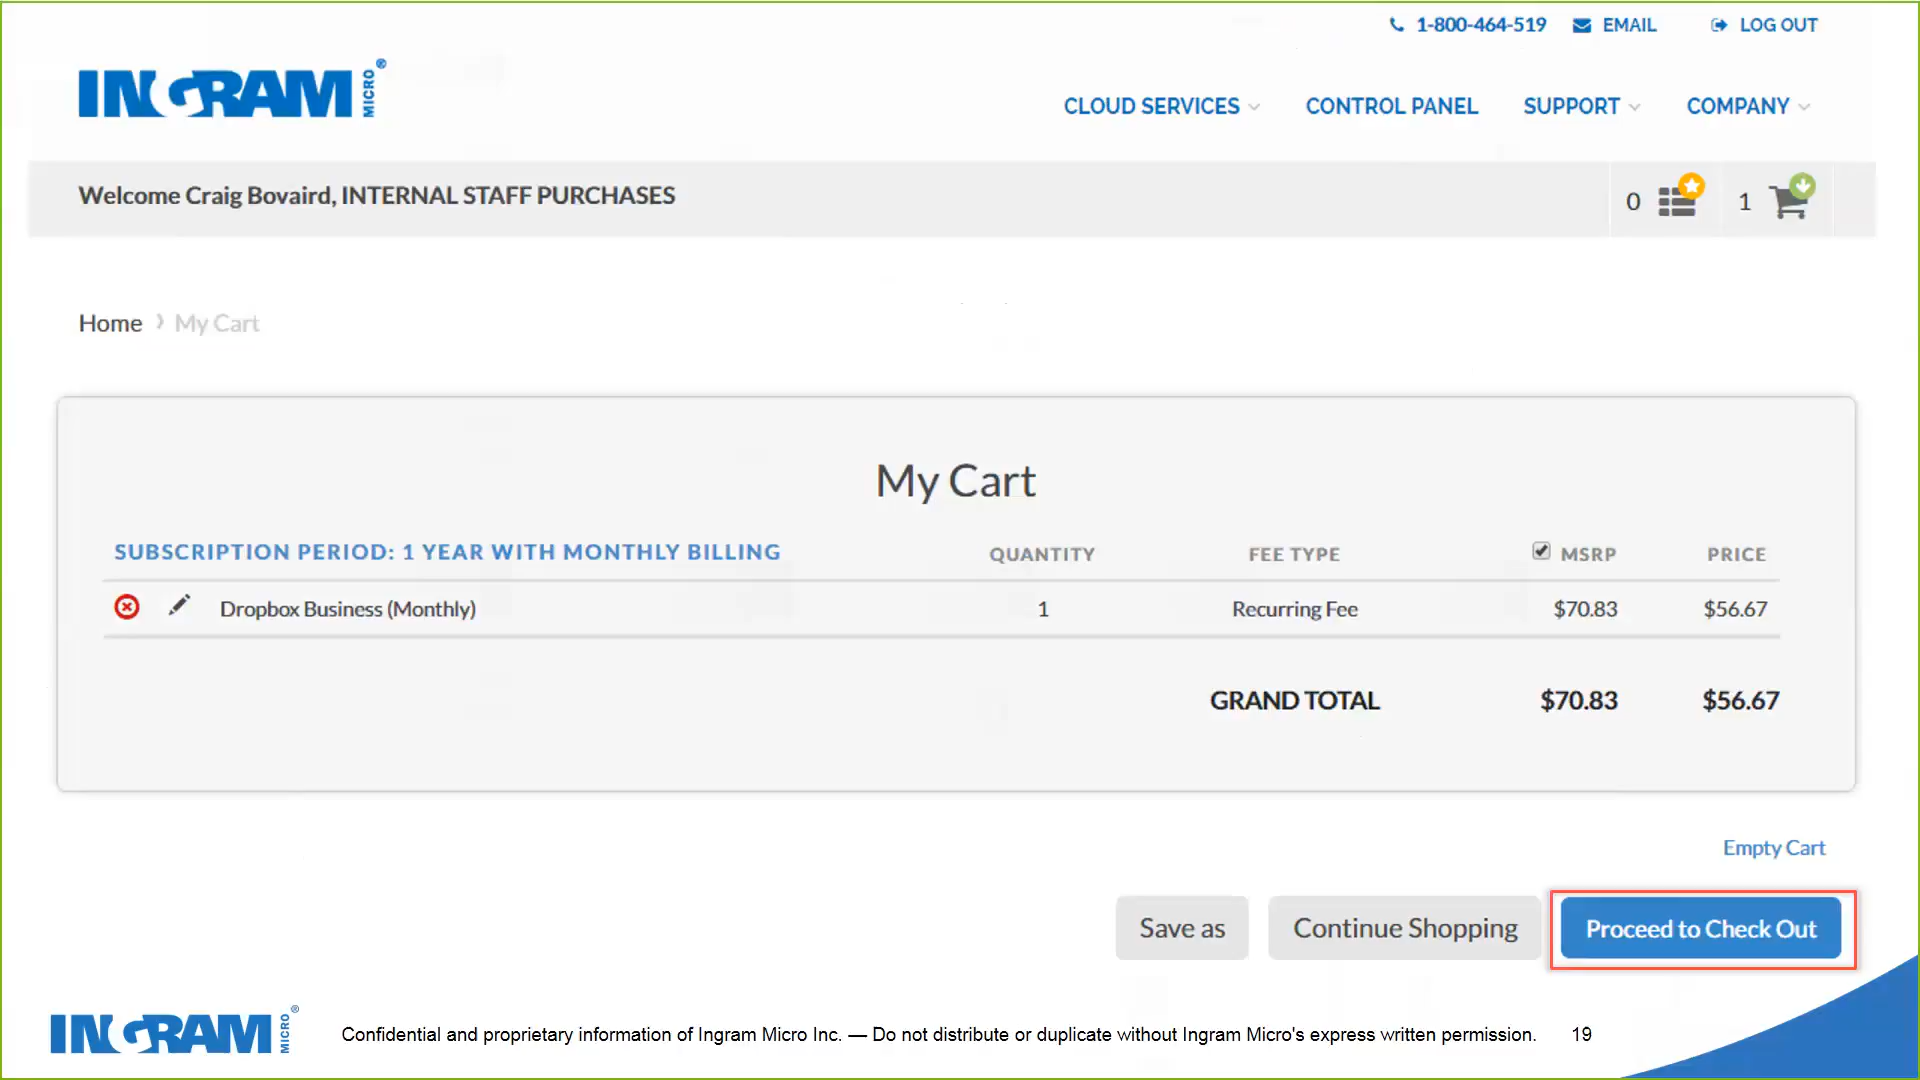 1-800-464-519 EMAIL LOG OUT
INGRAM MICRO®
CLOUD SERVICES CONTROL PANEL SUPPORT COMPANY
Welcome Craig Bovaird, INTERNAL STAFF PURCHASES
0 1
Home › My Cart
My Cart
SUBSCRIPTION PERIOD: 1 YEAR WITH MONTHLY BILLING QUANTITY FEE TYPE MSRP PRICE
Dropbox Business (Monthly) 1 Recurring Fee $70.83 $56.67
GRAND TOTAL $70.83 $56.67
Empty Cart
Save as Continue Shopping Proceed to Check Out
INGRAM MICRO® Confidential and proprietary information of Ingram Micro Inc. — Do not distribute or duplicate without Ingram Micro's express written permission. 19